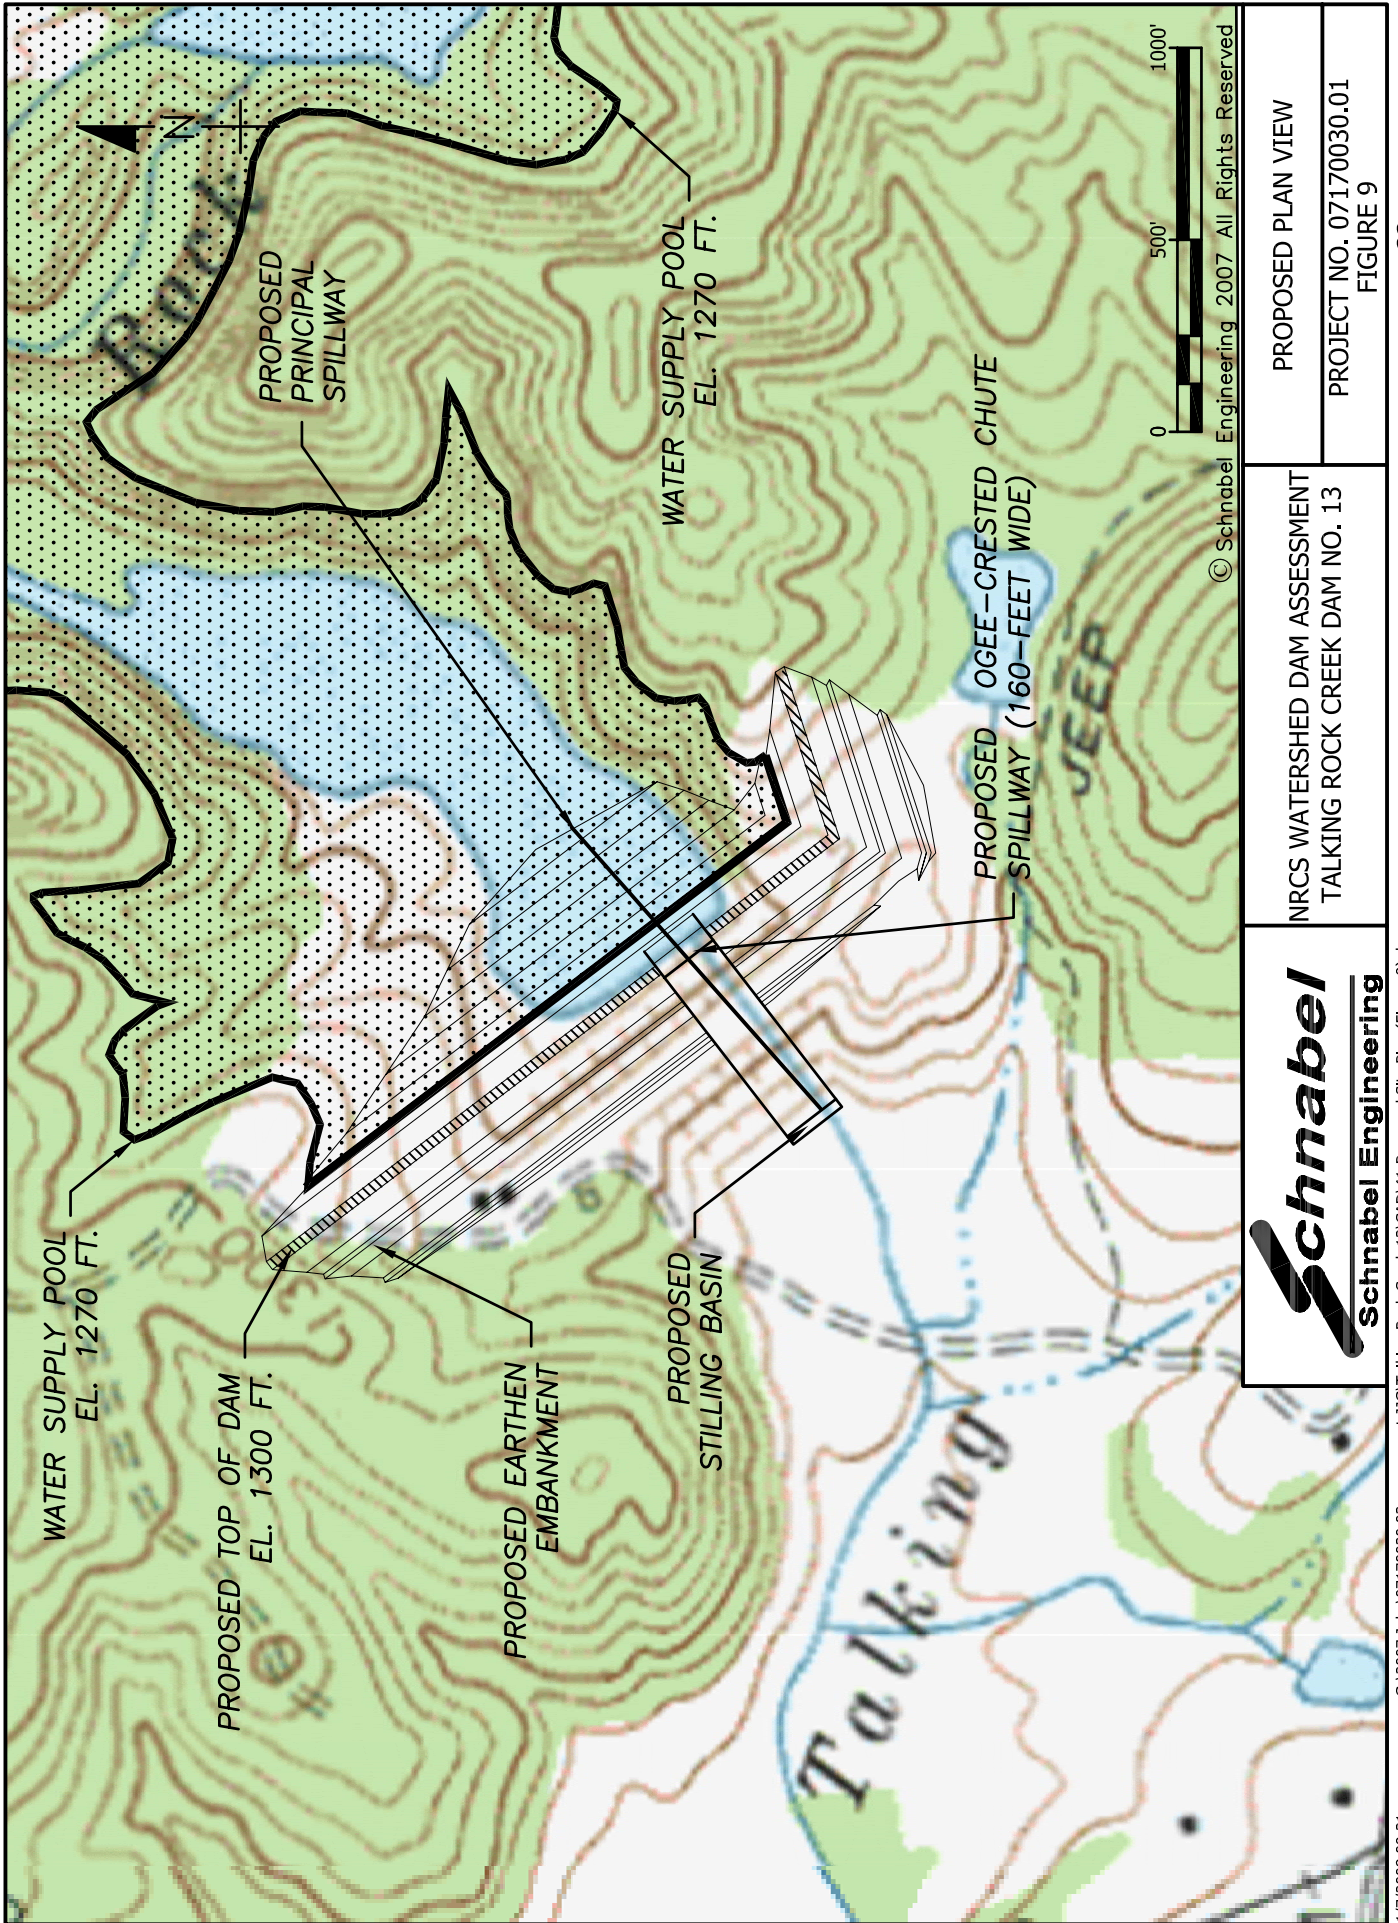 WATER SUPPLY POOL
EL. 1270 FT.
PROPOSED TOP OF DAM
EL. 1300 FT.
PROPOSED EARTHEN
EMBANKMENT
PROPOSED
STILLING BASIN
PROPOSED
PRINCIPAL
SPILLWAY
WATER SUPPLY POOL
EL. 1270 FT.
PROPOSED OGEE-CRESTED CHUTE
SPILLWAY (160-FEET WIDE)
N
Rock
Talking
JEEP
0 500' 1000'
© Schnabel Engineering 2007 All Rights Reserved
Schnabel
Schnabel Engineering
NRCS WATERSHED DAM ASSESSMENT
TALKING ROCK CREEK DAM NO. 13
PROPOSED PLAN VIEW
PROJECT NO. 07170030.01
FIGURE 9